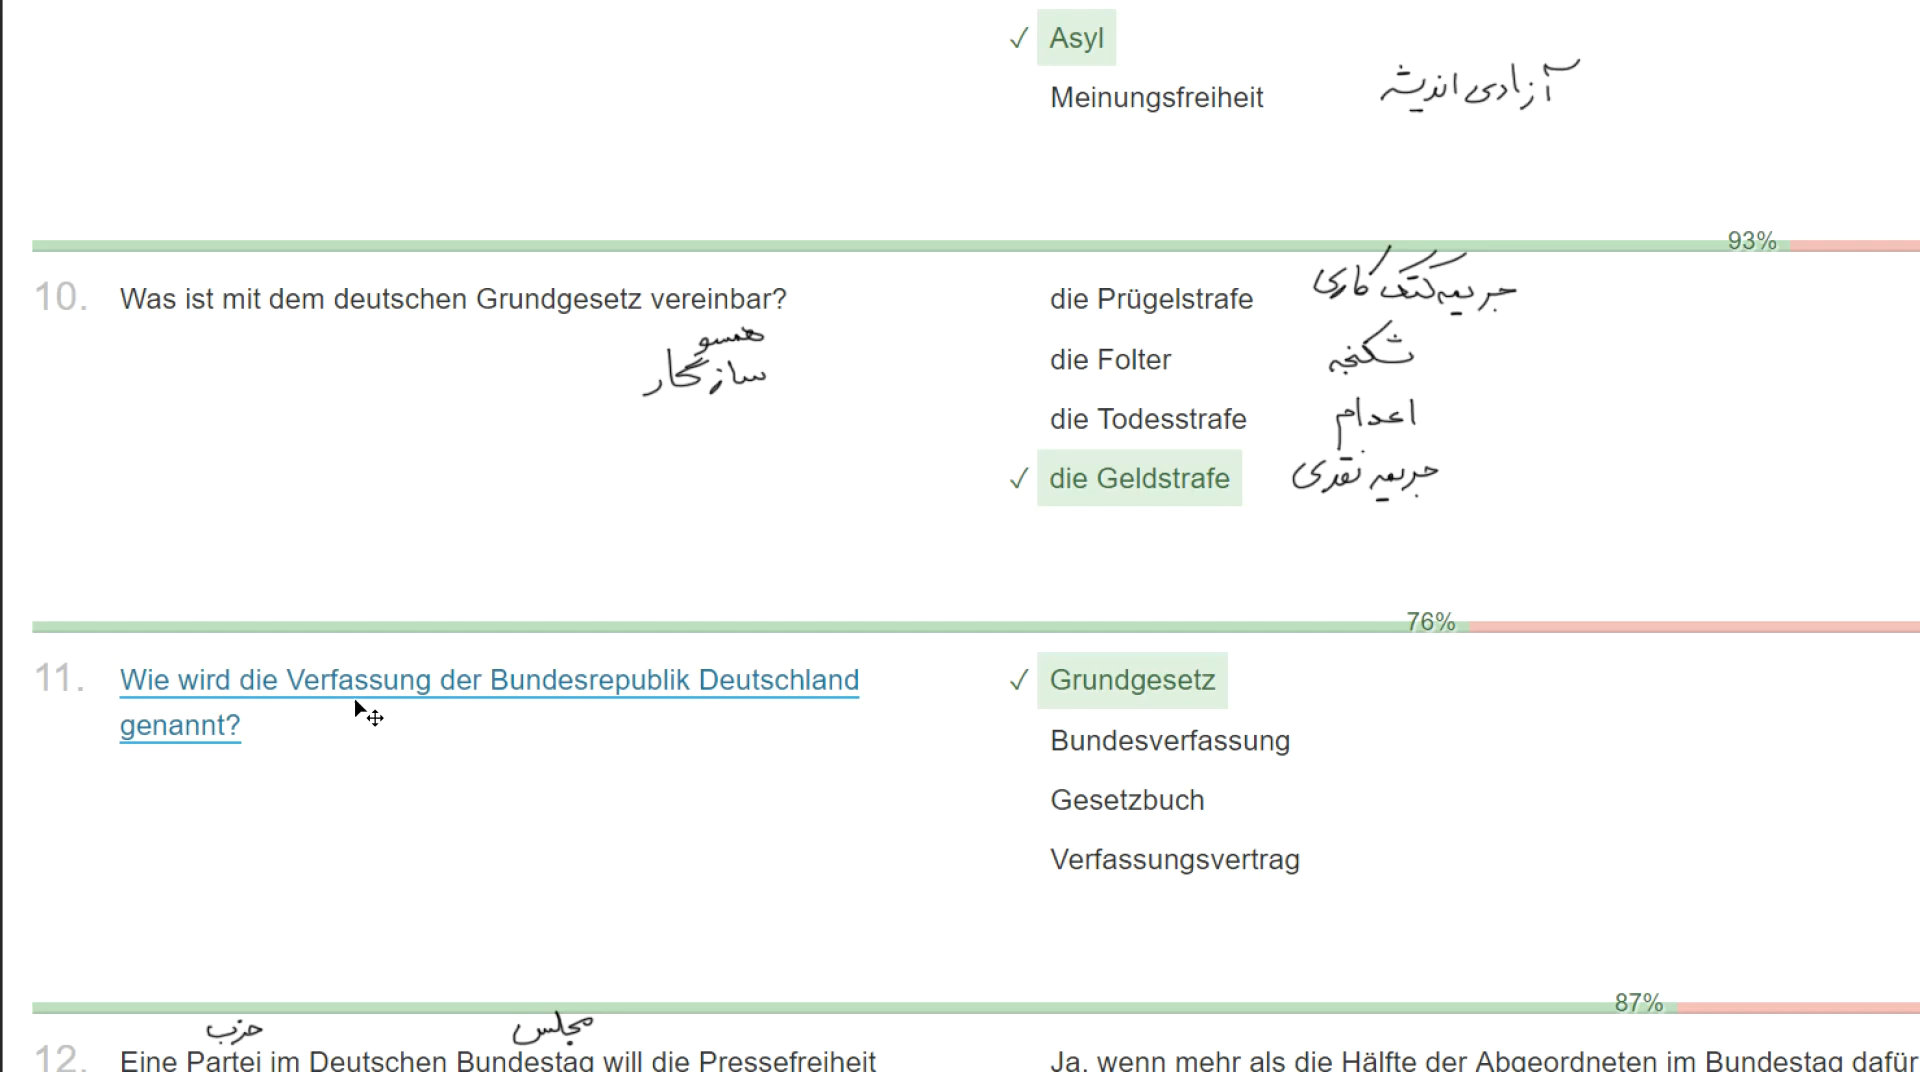 ✓ Asyl
Meinungsfreiheit آزادی اندیشه
93%
10. Was ist mit dem deutschen Grundgesetz vereinbar?
همسو
سازگار
die Prügelstrafe جریمه کتک کاری
die Folter شکنجه
die Todesstrafe اعدام
✓ die Geldstrafe جریمه نقدی
76%
11. Wie wird die Verfassung der Bundesrepublik Deutschland
genannt?
✓ Grundgesetz
Bundesverfassung
Gesetzbuch
Verfassungsvertrag
87%
حزب مجلس
12. Eine Partei im Deutschen Bundestag will die Pressefreiheit
Ja, wenn mehr als die Hälfte der Abgeordneten im Bundestag dafür